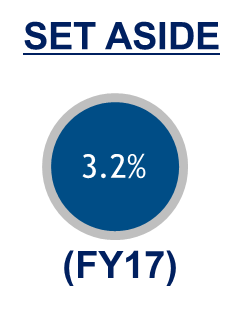 SET ASIDE
3.2%
(FY17)